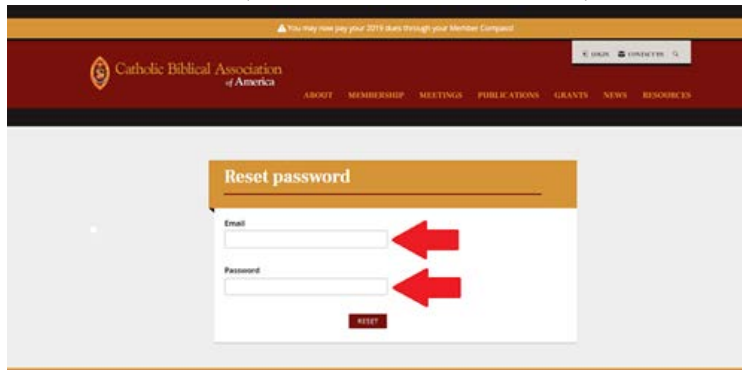 You may now pay your 2019 dues through your Member Compass!
LOGIN CONTACT US
Catholic Biblical Association
of America
ABOUT MEMBERSHIP MEETINGS PUBLICATIONS GRANTS NEWS RESOURCES
Reset password
Email
Password
RESET